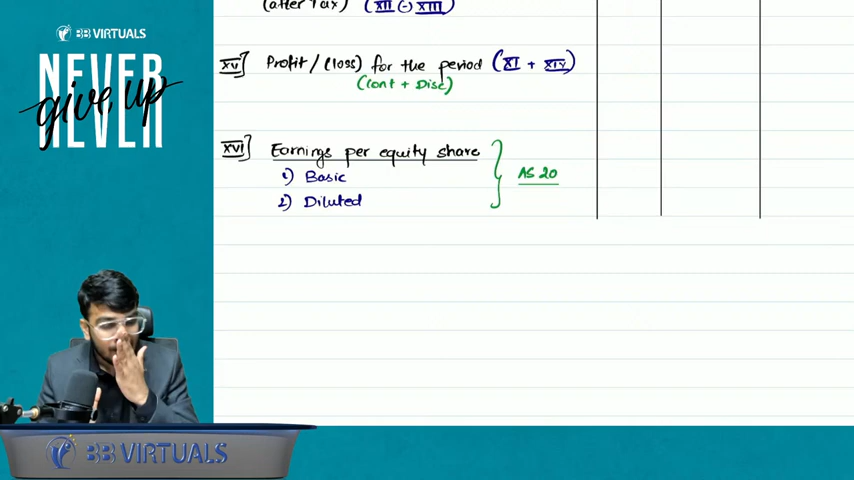 (after Tax) (XII (-) XIII)
BB VIRTUALS
NEVER
give up
NEVER
XV] Profit / (loss) for the period (XI + XIV)
(Cont + Disc)
XVI] Earnings per equity share
1) Basic
2) Diluted
AS 20
BB VIRTUALS